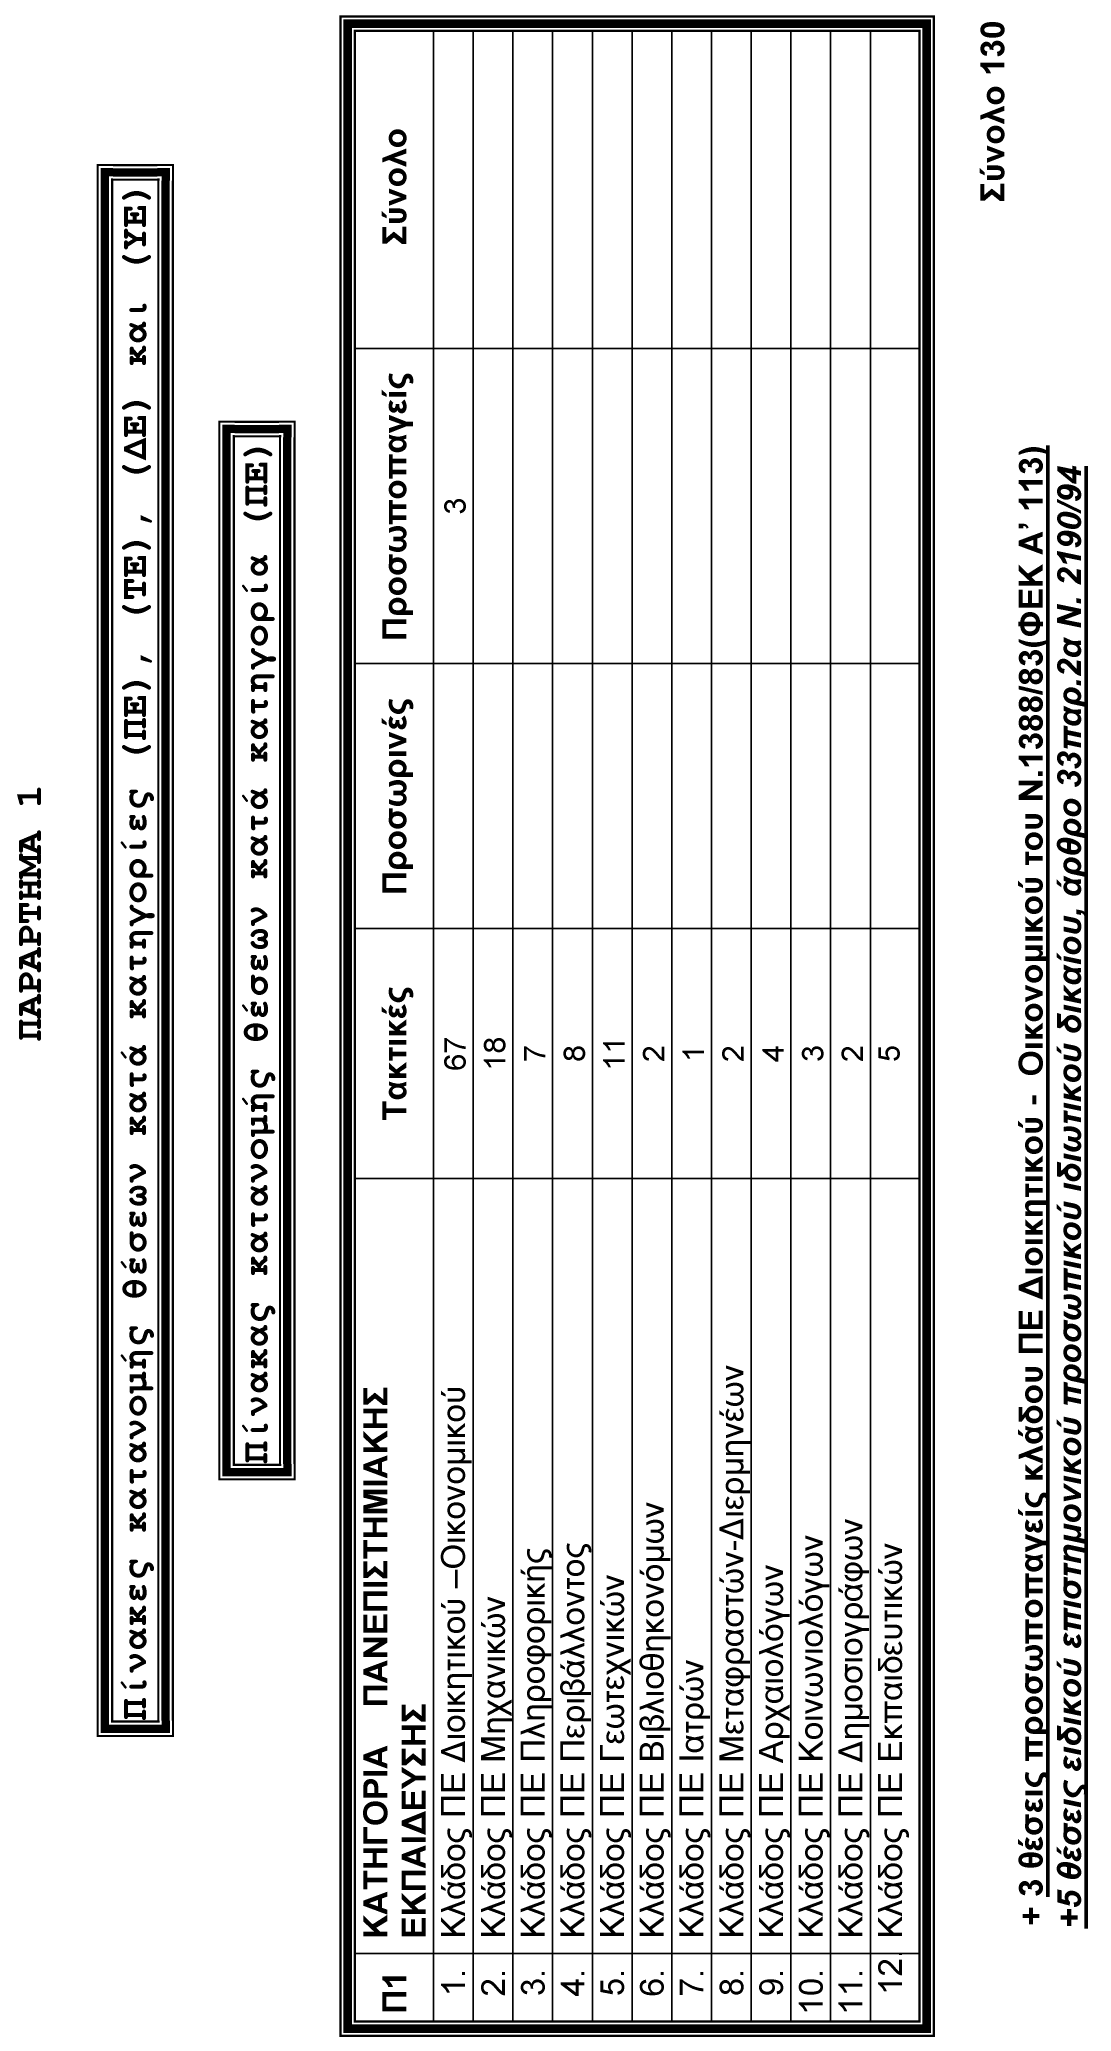 ΠΑΡΑΡΤΗΜΑ 1
Πίνακες κατανομής θέσεων κατά κατηγορίες (ΠΕ), (ΤΕ), (ΔΕ) και (ΥΕ)
Πίνακας κατανομής θέσεων κατά κατηγορία (ΠΕ)
Π1 ΚΑΤΗΓΟΡΙΑ ΠΑΝΕΠΙΣΤΗΜΙΑΚΗΣ ΕΚΠΑΙΔΕΥΣΗΣ Τακτικές Προσωρινές Προσωποπαγείς Σύνολο
1. Κλάδος ΠΕ Διοικητικού –Οικονομικού 67 3
2. Κλάδος ΠΕ Μηχανικών 18
3. Κλάδος ΠΕ Πληροφορικής 7
4. Κλάδος ΠΕ Περιβάλλοντος 8
5. Κλάδος ΠΕ Γεωτεχνικών 11
6. Κλάδος ΠΕ Βιβλιοθηκονόμων 2
7. Κλάδος ΠΕ Ιατρών 1
8. Κλάδος ΠΕ Μεταφραστών-Διερμηνέων 2
9. Κλάδος ΠΕ Αρχαιολόγων 4
10. Κλάδος ΠΕ Κοινωνιολόγων 3
11. Κλάδος ΠΕ Δημοσιογράφων 2
12. Κλάδος ΠΕ Εκπαιδευτικών 5
Σύνολο 130
+ 3 θέσεις προσωποπαγείς κλάδου ΠΕ Διοικητικού - Οικονομικού του Ν.1388/83(ΦΕΚ Α’ 113)
+5 θέσεις ειδικού επιστημονικού προσωπικού ιδιωτικού δικαίου, άρθρο 33παρ.2α Ν. 2190/94